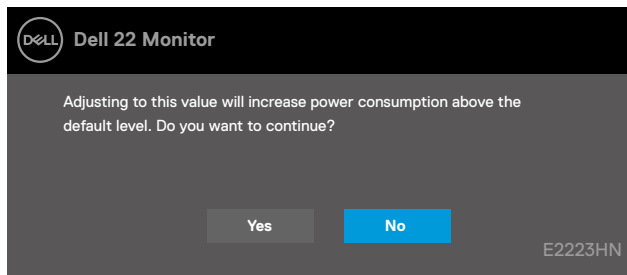 DELL Dell 22 Monitor
Adjusting to this value will increase power consumption above the
default level. Do you want to continue?
Yes No
E2223HN